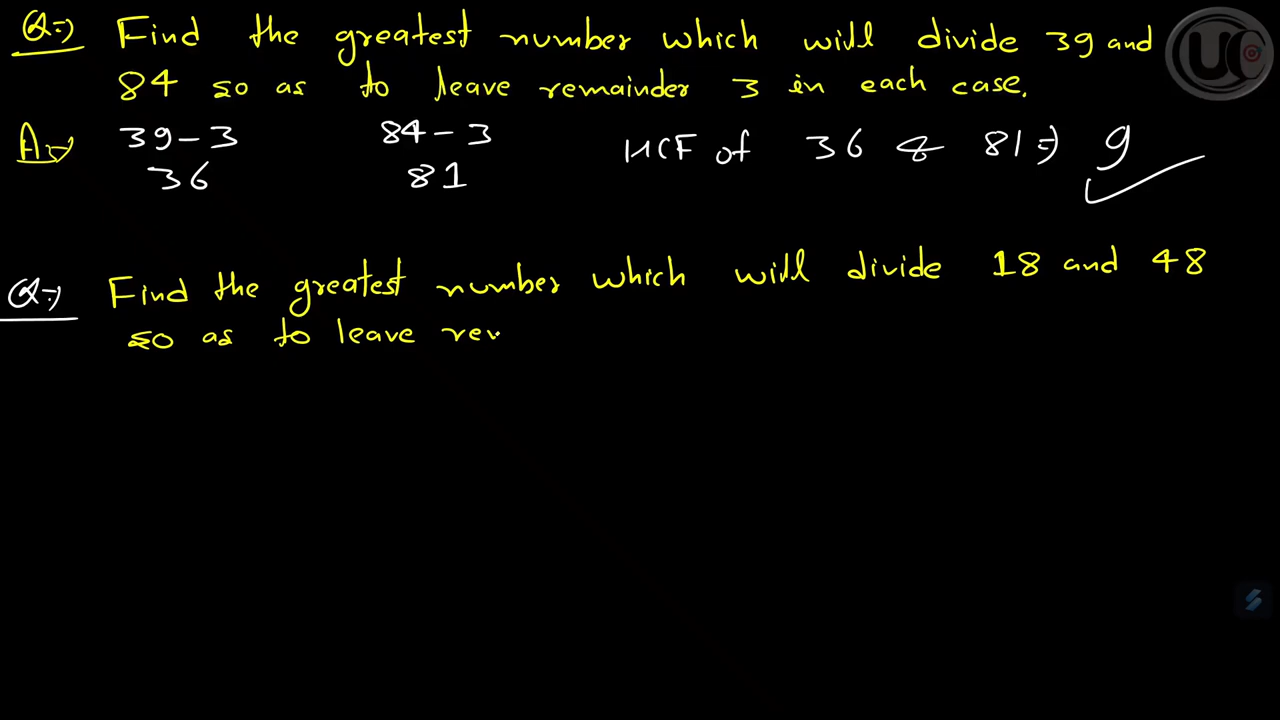 Q⇒ Find the greatest number which will divide 39 and
84 so as to leave remainder 3 in each case.
A⇒ 39-3 84-3 HCF of 36 & 81 ⇒ 9
36 81
Q⇒ Find the greatest number which will divide 18 and 48
so as to leave rev
UC